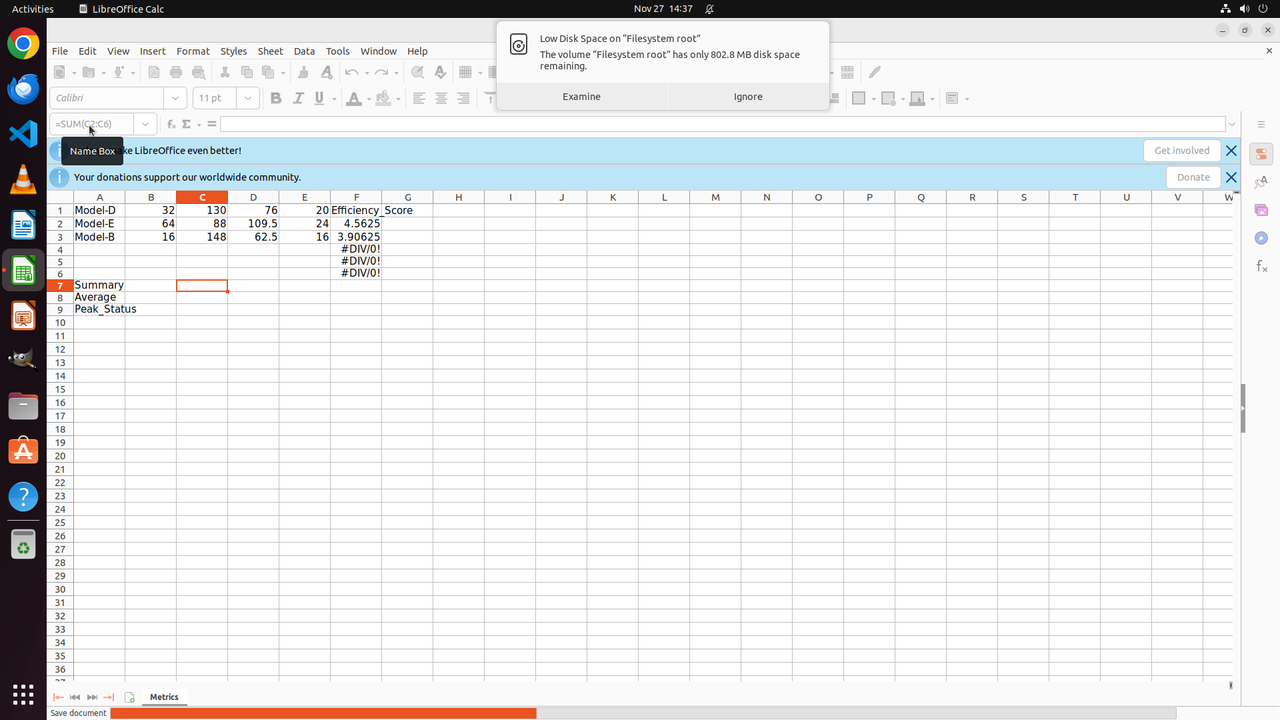 Activities
LibreOffice Calc
Nov 27 14:37
Low Disk Space on “Filesystem root”
The volume “Filesystem root” has only 802.8 MB disk space
remaining.
Examine
Ignore
File Edit View Insert Format Styles Sheet Data Tools Window Help
Calibri
11 pt
=SUM(C2:C6)
Name Box
ke LibreOffice even better!
Get involved
Your donations support our worldwide community.
Donate
A B C D E F G H I J K L M N O P Q R S T U V W
1 Model-D 32 130 76 20 Efficiency_Score
2 Model-E 64 88 109.5 24 4.5625
3 Model-B 16 148 62.5 16 3.90625
4 #DIV/0!
5 #DIV/0!
6 #DIV/0!
7 Summary
8 Average
9 Peak_Status
10
11
12
13
14
15
16
17
18
19
20
21
22
23
24
25
26
27
28
29
30
31
32
33
34
35
36
Metrics
Save document